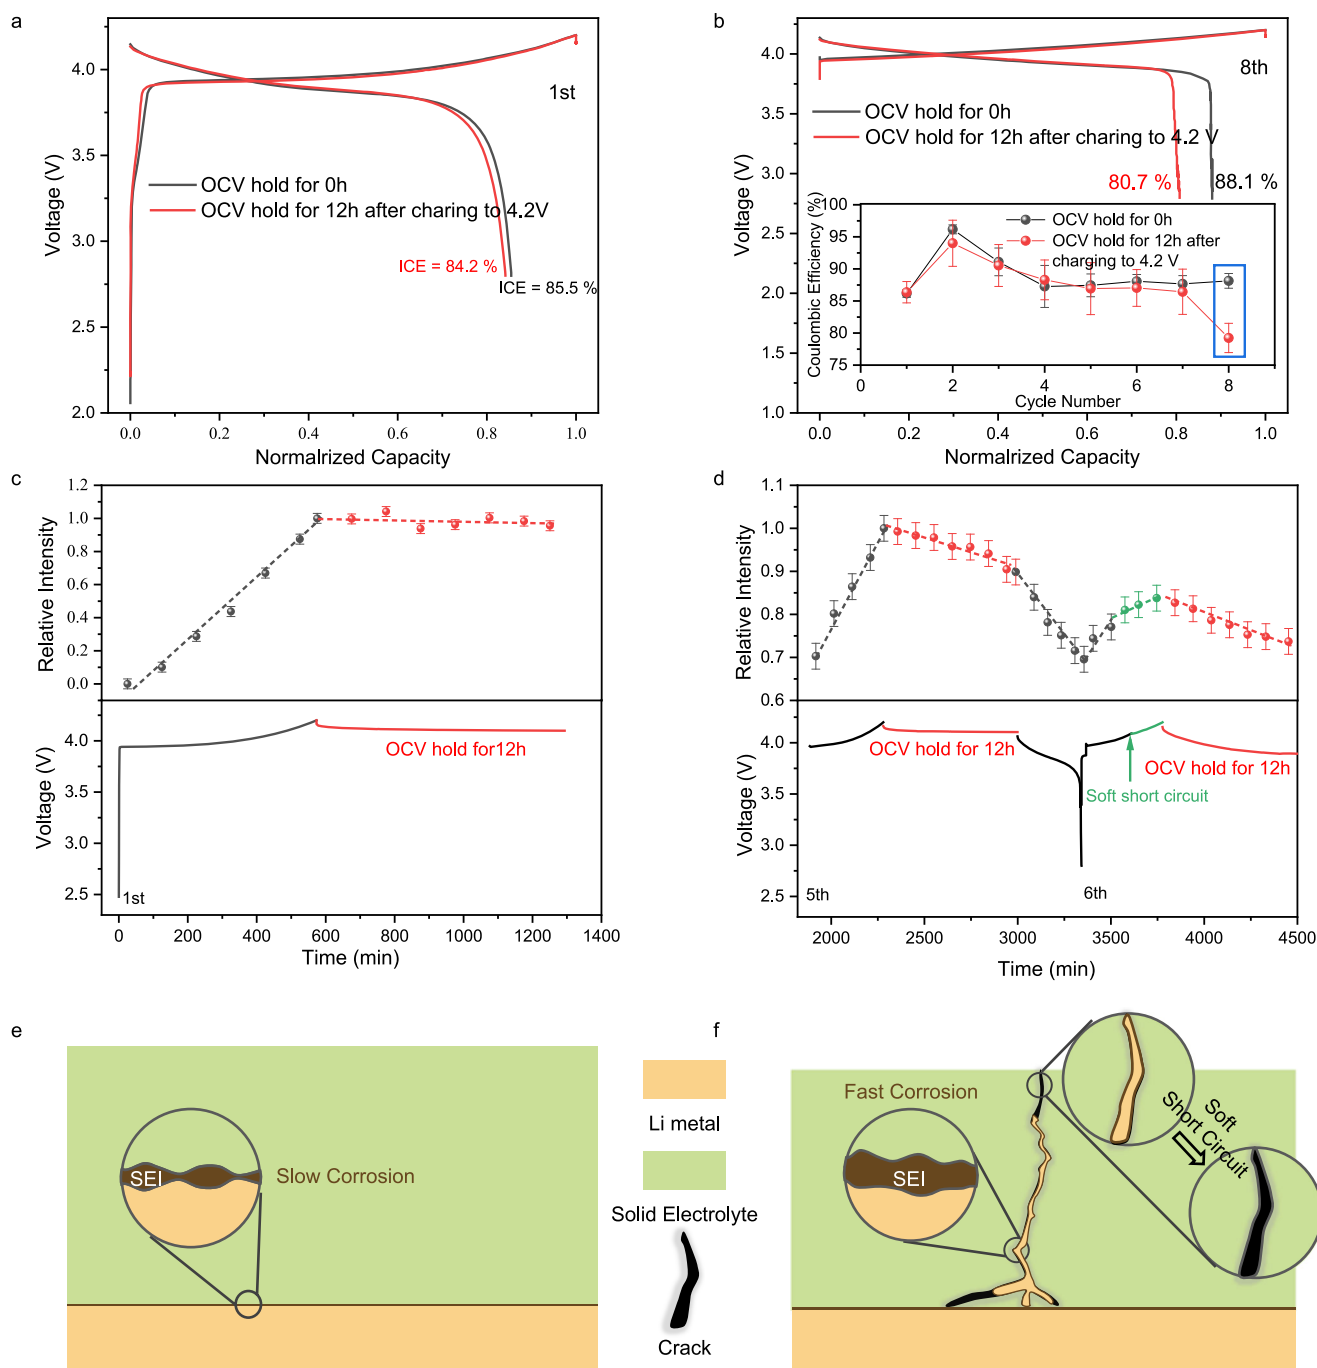 a
4.0
3.5
3.0
2.5
2.0
Voltage (V)
1st
OCV hold for 0h
OCV hold for 12h after charing to 4.2V
ICE = 84.2 %
ICE = 85.5 %
0.0 0.2 0.4 0.6 0.8 1.0
Normalrized Capacity
b
4.0
3.5
3.0
2.5
2.0
1.5
1.0
Voltage (V)
8th
OCV hold for 0h
OCV hold for 12h after charing to 4.2 V
80.7 %
88.1 %
100
95
90
85
80
75
Coulombic Efficiency (%)
OCV hold for 0h
OCV hold for 12h after
charging to 4.2 V
0 2 4 6 8
Cycle Number
0.0 0.2 0.4 0.6 0.8 1.0
Normalrized Capacity
c
1.2
1.0
0.8
0.6
0.4
0.2
0.0
Relative Intensity
4.0
3.5
3.0
2.5
Voltage (V)
OCV hold for12h
1st
0 200 400 600 800 1000 1200 1400
Time (min)
d
1.1
1.0
0.9
0.8
0.7
0.6
Relative Intensity
4.0
3.5
3.0
2.5
Voltage (V)
OCV hold for 12h
OCV hold for 12h
Soft short circuit
5th
6th
2000 2500 3000 3500 4000 4500
Time (min)
e
SEI
Slow Corrosion
Li metal
Solid Electrolyte
Crack
f
Fast Corrosion
SEI
Soft
Short Circuit